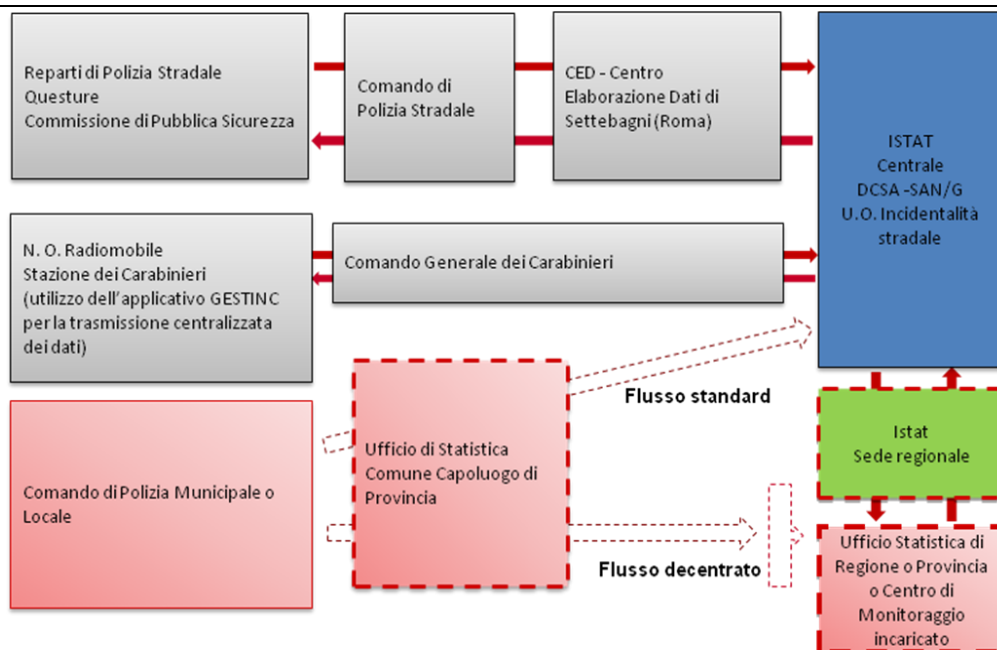 Reparti di Polizia Stradale
Questure
Commissione di Pubblica Sicurezza
Comando di
Polizia Stradale
CED - Centro
Elaborazione Dati di
Settebagni (Roma)
ISTAT
Centrale
DCSA -SAN/G
U.O. Incidentalità
stradale
N. O. Radiomobile
Stazione dei Carabinieri
(utilizzo dell'applicativo GESTINC
per la trasmissione centralizzata
dei dati)
Comando Generale dei Carabinieri
Flusso standard
Istat
Sede regionale
Comando di Polizia Municipale o
Locale
Ufficio di Statistica
Comune Capoluogo di
Provincia
Flusso decentrato
Ufficio Statistica di
Regione o Provincia
o Centro di
Monitoraggio
incaricato